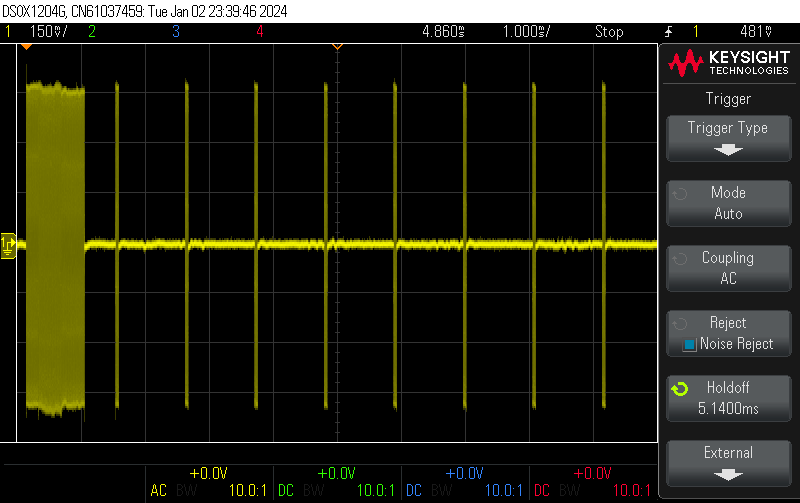 DSOX1204G, CN61037459: Tue Jan 02 23:39:46 2024
1 150V/ 2 3 4 4.860s 1.000s/ Stop 1 481V
KEYSIGHT
TECHNOLOGIES
Trigger
Trigger Type
Mode
Auto
Coupling
AC
Reject
Noise Reject
Holdoff
5.1400ms
External
1
+0.0V +0.0V +0.0V +0.0V
AC BW 10.0:1 DC BW 10.0:1 DC BW 10.0:1 DC BW 10.0:1